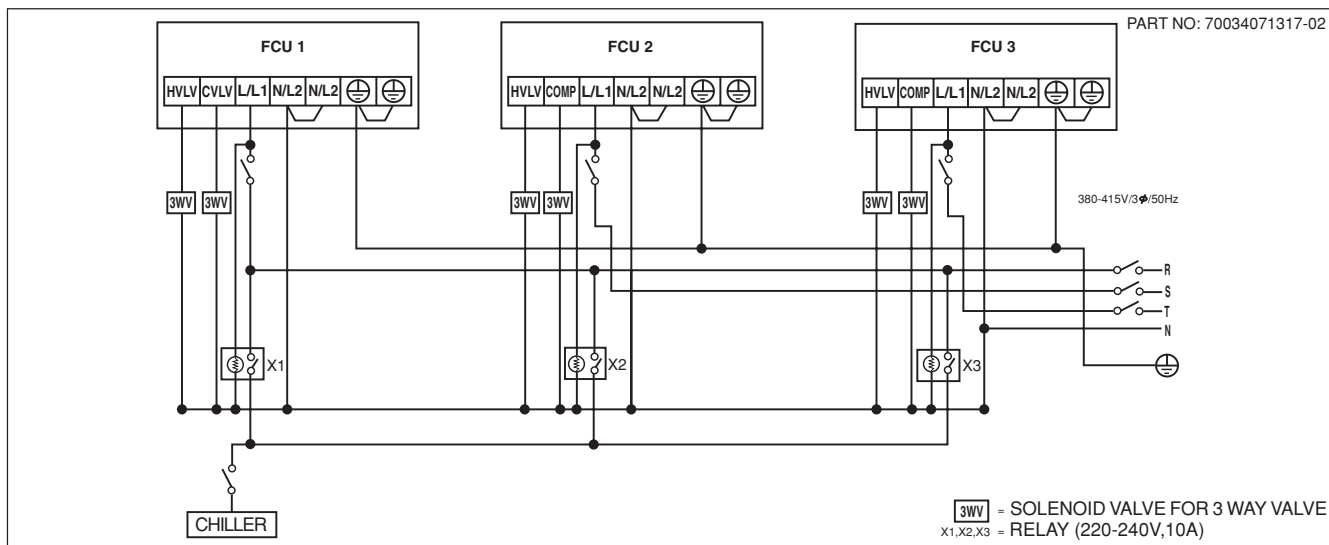 PART NO: 70034071317-02
FCU 1
FCU 2
FCU 3
HVLV CVLV L/L1 N/L2 N/L2
HVLV COMP L/L1 N/L2 N/L2
HVLV COMP L/L1 N/L2 N/L2
3WV 3WV
3WV 3WV
3WV 3WV
380-415V/3ø/50Hz
R
S
T
N
X1
X2
X3
CHILLER
3WV = SOLENOID VALVE FOR 3 WAY VALVE
X1,X2,X3 = RELAY (220-240V,10A)